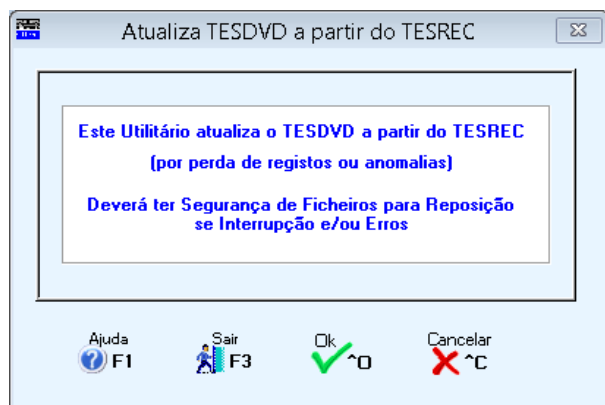 Atualiza TESDVD a partir do TESREC
Este Utilitário atualiza o TESDVD a partir do TESREC
(por perda de registos ou anomalias)
Deverá ter Segurança de Ficheiros para Reposição
se Interrupção e/ou Erros
Ajuda
F1
Sair
F3
Ok
^O
Cancelar
^C